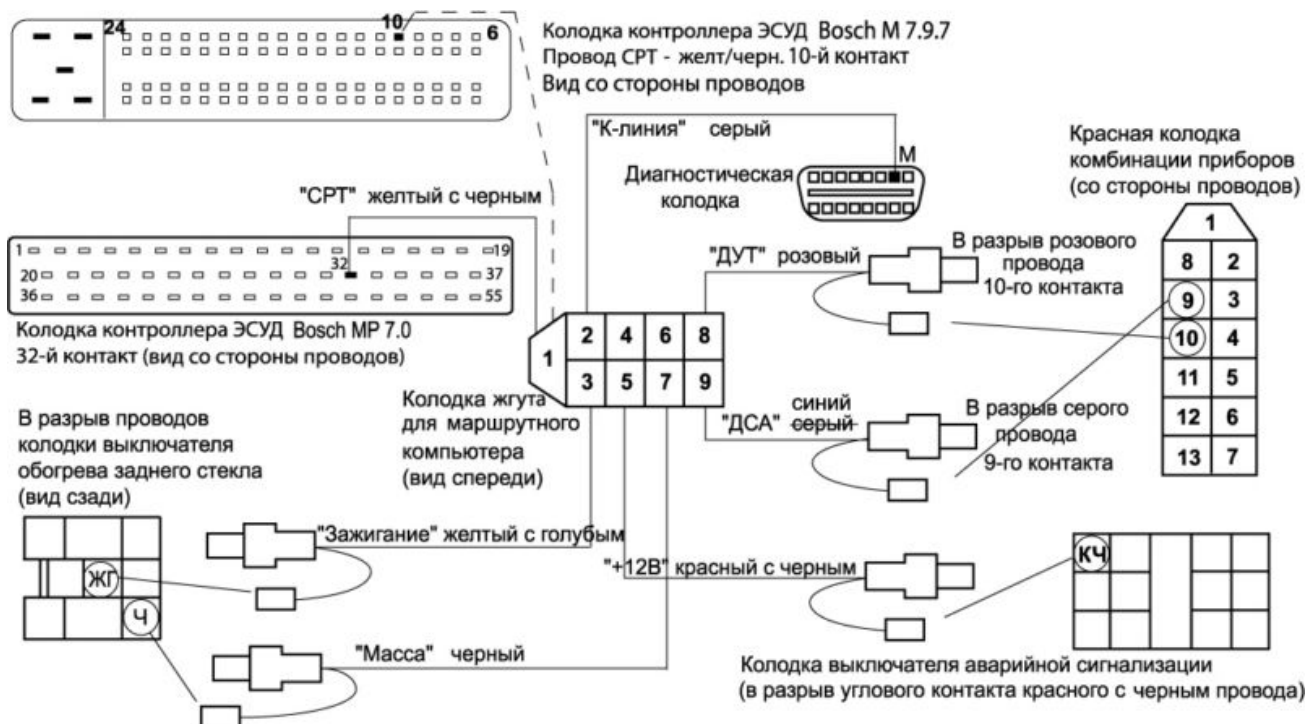 24
10
6
Колодка контроллера ЭСУД Bosch M 7.9.7
Провод СРТ - желт/черн. 10-й контакт
Вид со стороны проводов
"К-линия" серый
М
Диагностическая
колодка
Красная колодка
комбинации приборов
(со стороны проводов)
"СРТ" желтый с черным
1
19
20
32
37
36
55
Колодка контроллера ЭСУД Bosch MP 7.0
32-й контакт (вид со стороны проводов)
"ДУТ" розовый
В разрыв розового
провода
10-го контакта
1
8 2
9 3
10 4
11 5
12 6
13 7
1
2 4 6 8
3 5 7 9
Колодка жгута
для маршрутного
компьютера
(вид спереди)
синий
"ДСА" серый
В разрыв серого
провода
9-го контакта
В разрыв проводов
колодки выключателя
обогрева заднего стекла
(вид сзади)
ЖГ
Ч
"Зажигание" желтый с голубым
"+12В" красный с черным
КЧ
"Масса" черный
Колодка выключателя аварийной сигнализации
(в разрыв углового контакта красного с черным провода)